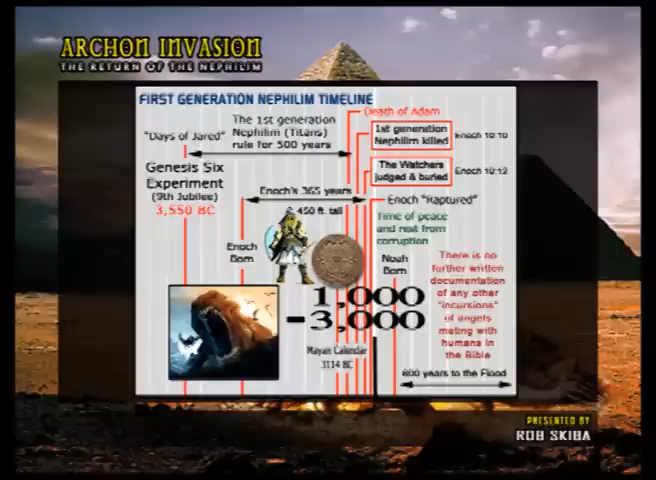 ARCHON INVASION
THE RETURN OF THE NEPHILIM
FIRST GENERATION NEPHILIM TIMELINE
Death of Adam
The 1st generation
Nephilim (Titans)
rule for 500 years
"Days of Jared"
1st generation
Nephilim killed
Enoch 10:10
The Watchers
judged & buried
Enoch 10:12
Genesis Six
Experiment
(9th Jubilee)
3,550 BC
Enoch's 365 years
Enoch "Raptured"
450 ft. tall
Time of peace
and rest from
corruption
Enoch
Born
Noah
Born
There is no
further written
documentation
of any other
"incursions"
of angels
mating with
humans in
the Bible
1,000
-3,000
Mayan Calendar
3114 BC
600 years to the Flood
PRESENTED BY
ROB SKIBA